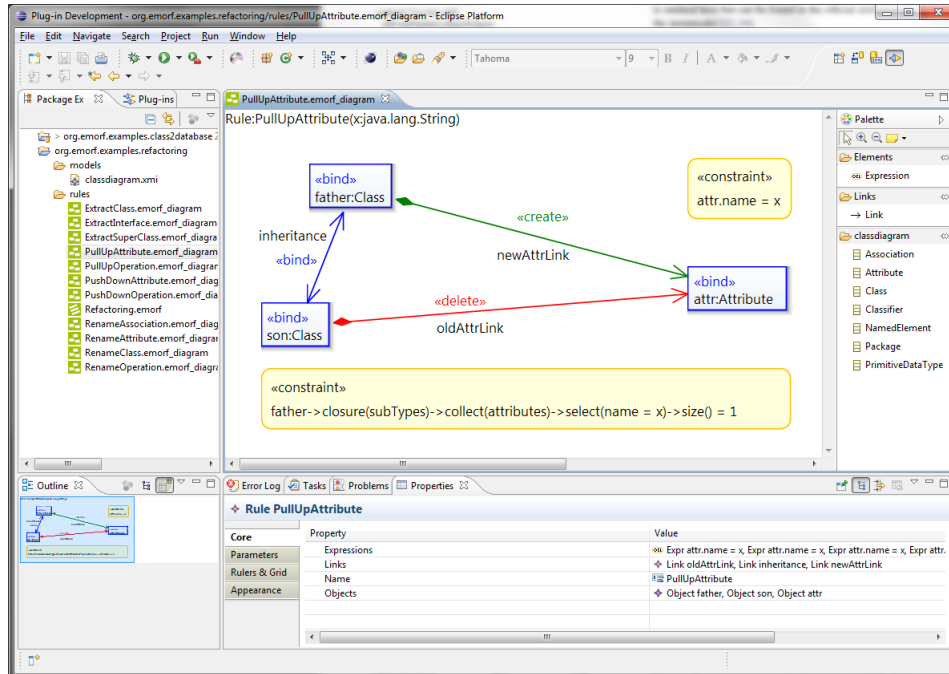 Plug-in Development - org.emorf.examples.refactoring/rules/PullUpAttribute.emorf_diagram - Eclipse Platform
File Edit Navigate Search Project Run Window Help
Tahoma 9 B I A
Package Ex Plug-ins
> org.emorf.examples.class2database
org.emorf.examples.refactoring
models
classdiagram.xmi
rules
ExtractClass.emorf_diagram
ExtractInterface.emorf_diagram
ExtractSuperClass.emorf_diagra
PullUpAttribute.emorf_diagram
PullUpOperation.emorf_diagran
PushDownAttribute.emorf_diag
PushDownOperation.emorf_dia
Refactoring.emorf
RenameAssociation.emorf_diag
RenameAttribute.emorf_diagrar
RenameClass.emorf_diagram
RenameOperation.emorf_diagra
PullUpAttribute.emorf_diagram
Rule:PullUpAttribute(x:java.lang.String)
«bind»
father:Class
«constraint»
attr.name = x
«create»
newAttrLink
inheritance
«bind»
«bind»
attr:Attribute
«delete»
oldAttrLink
«bind»
son:Class
«constraint»
father->closure(subTypes)->collect(attributes)->select(name = x)->size() = 1
Palette
Elements
Expression
Links
Link
classdiagram
Association
Attribute
Class
Classifier
NamedElement
Package
PrimitiveDataType
Outline
Error Log Tasks Problems Properties
Rule PullUpAttribute
Core
Parameters
Rulers & Grid
Appearance
Property Value
Expressions Expr attr.name = x, Expr attr.name = x, Expr attr.name = x, Expr attr.
Links Link oldAttrLink, Link inheritance, Link newAttrLink
Name PullUpAttribute
Objects Object father, Object son, Object attr